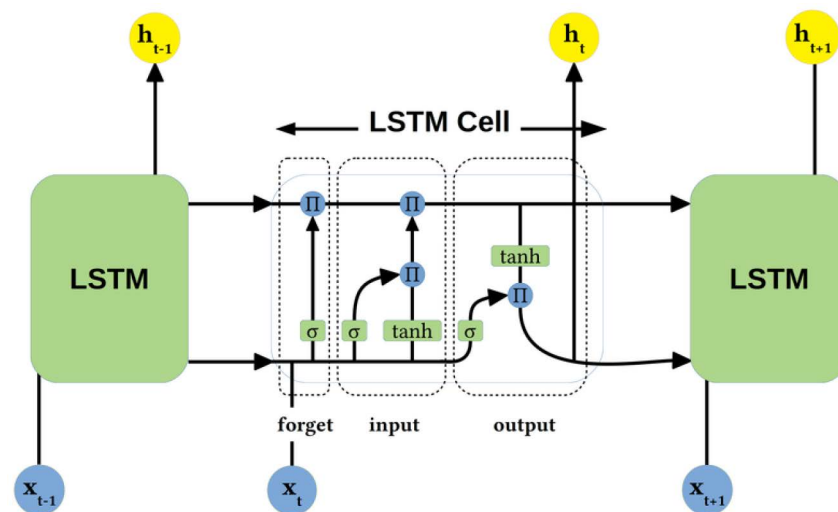 h_{t-1}
h_t
h_{t+1}
LSTM Cell
Π Π
LSTM
tanh
Π
Π
LSTM
σ σ tanh σ
forget input output
x_{t-1}
x_t
x_{t+1}